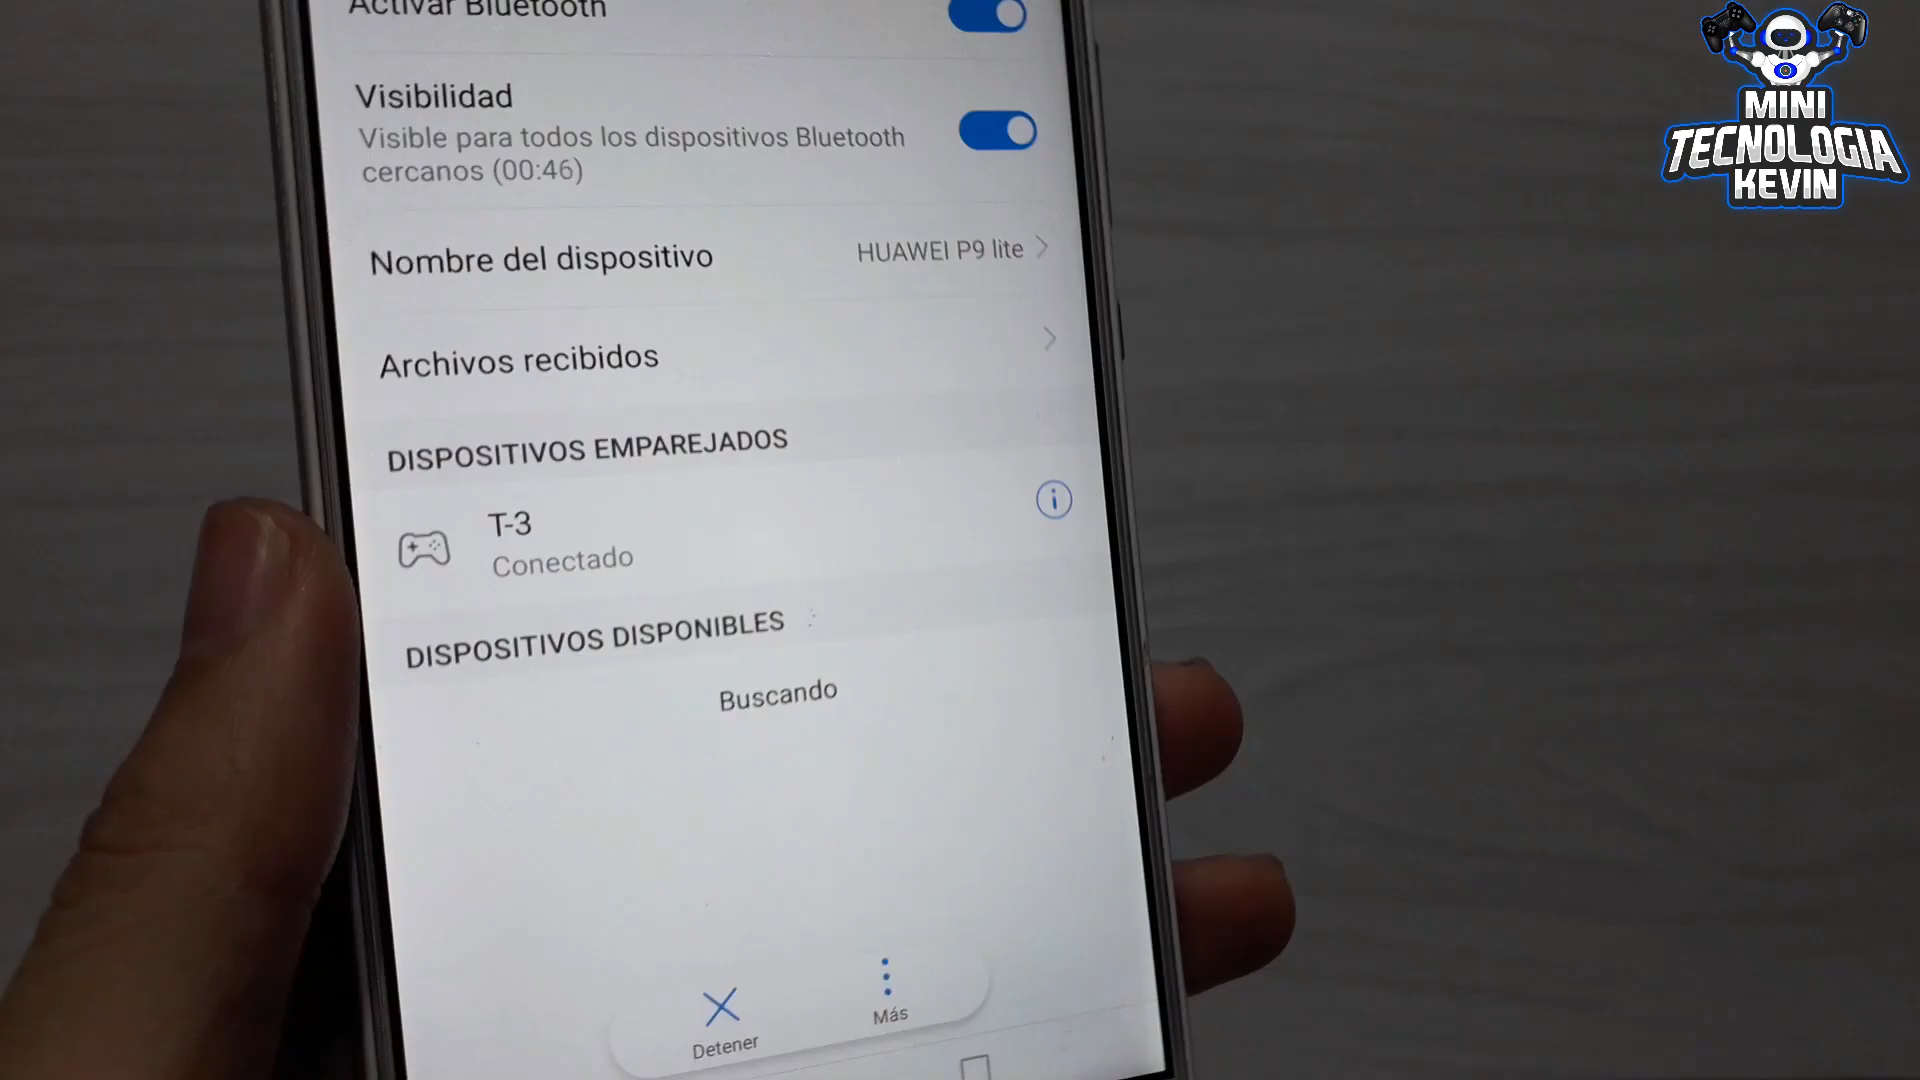 Activar Bluetooth
Visibilidad
Visible para todos los dispositivos Bluetooth
cercanos (00:46)
Nombre del dispositivo
HUAWEI P9 lite
Archivos recibidos
DISPOSITIVOS EMPAREJADOS
T-3
Conectado
DISPOSITIVOS DISPONIBLES
Buscando
Detener
Más
MINI
TECNOLOGIA
KEVIN